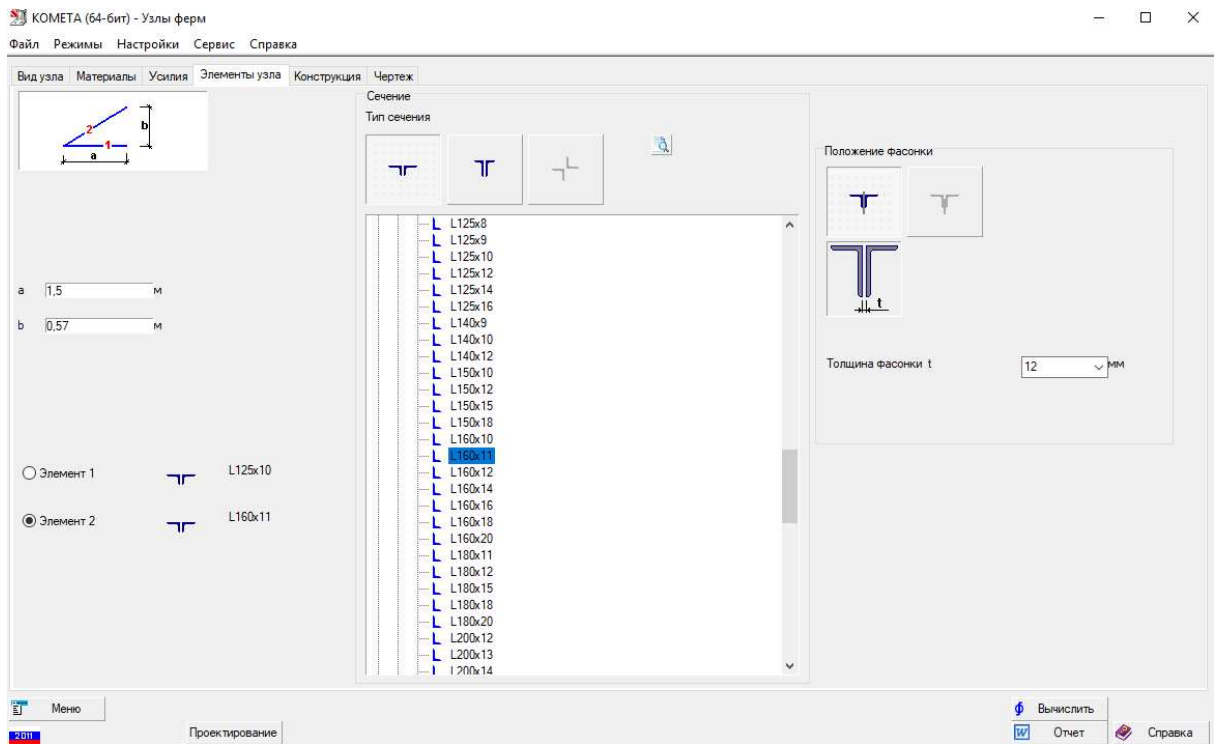 КОМЕТА (64-бит) - Узлы ферм
Файл Режимы Настройки Сервис Справка
Вид узла Материалы Усилия Элементы узла Конструкция Чертеж
2
1
a
b
a 1,5 м
b 0,57 м
Элемент 1 L125x10
Элемент 2 L160x11
Сечение
Тип сечения
L125x8
L125x9
L125x10
L125x12
L125x14
L125x16
L140x9
L140x10
L140x12
L150x10
L150x12
L150x15
L150x18
L160x10
L160x11
L160x12
L160x14
L160x16
L160x18
L160x20
L180x11
L180x12
L180x15
L180x18
L180x20
L200x12
L200x13
L200x14
Положение фасонки
t
Толщина фасонки t 12 мм
Меню
2011
Проектирование
Вычислить
W Отчет
Справка